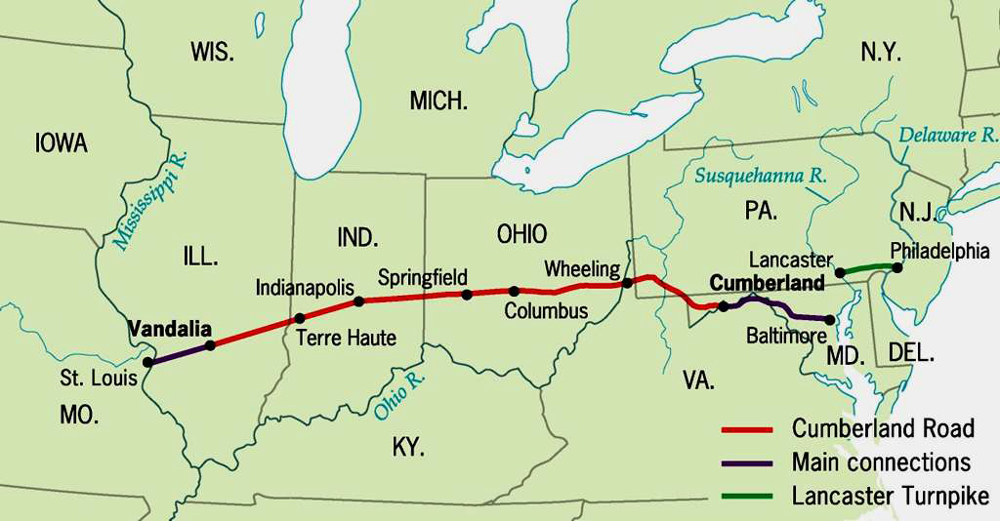 WIS.
N.Y.
MICH.
IOWA
Delaware R.
Mississippi R.
Susquehanna R.
PA.
N.J.
IND.
OHIO
ILL.
Philadelphia
Lancaster
Wheeling
Springfield
Cumberland
Indianapolis
Columbus
Vandalia
Terre Haute
Baltimore
MD.
DEL.
St. Louis
VA.
Ohio R.
MO.
KY.
Cumberland Road
Main connections
Lancaster Turnpike